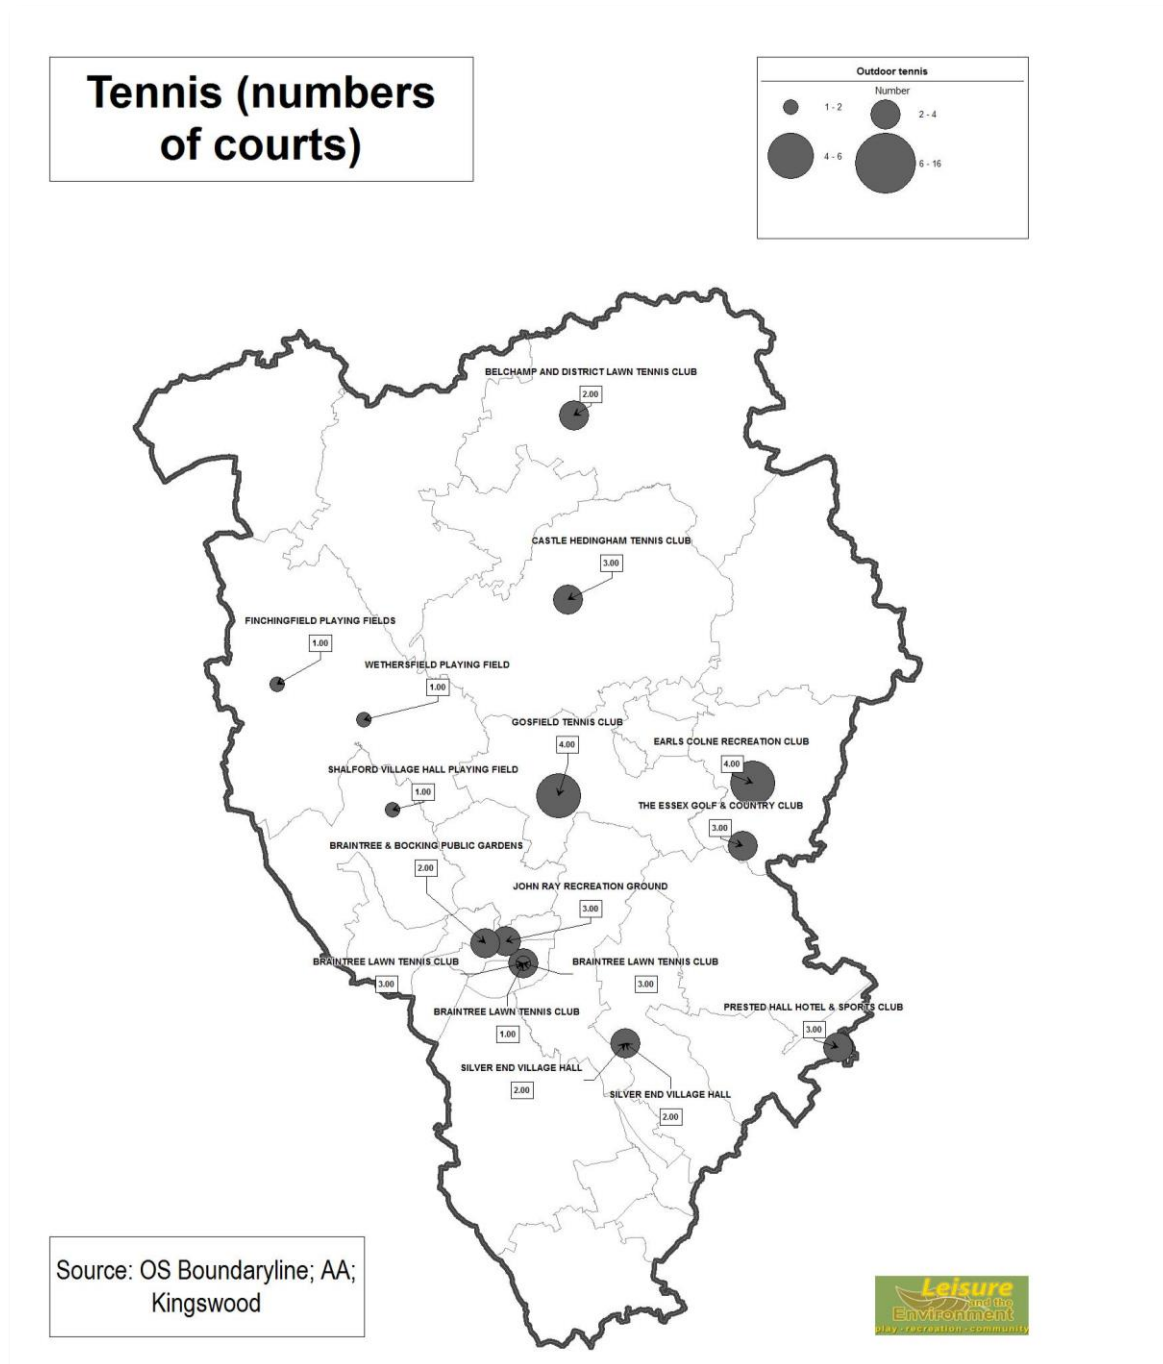 Tennis (numbers
of courts)
Outdoor tennis
Number
1 - 2
2 - 4
4 - 6
6 - 16
BELCHAMP AND DISTRICT LAWN TENNIS CLUB
2.00
CASTLE HEDINGHAM TENNIS CLUB
3.00
FINCHINGFIELD PLAYING FIELDS
1.00
WETHERSFIELD PLAYING FIELD
1.00
GOSFIELD TENNIS CLUB
4.00
EARLS COLNE RECREATION CLUB
4.00
SHALFORD VILLAGE HALL PLAYING FIELD
1.00
THE ESSEX GOLF & COUNTRY CLUB
3.00
BRAINTREE & BOCKING PUBLIC GARDENS
2.00
JOHN RAY RECREATION GROUND
3.00
BRAINTREE LAWN TENNIS CLUB
3.00
BRAINTREE LAWN TENNIS CLUB
3.00
BRAINTREE LAWN TENNIS CLUB
1.00
PRESTED HALL HOTEL & SPORTS CLUB
3.00
SILVER END VILLAGE HALL
2.00
SILVER END VILLAGE HALL
2.00
Source: OS Boundaryline; AA;
Kingswood
Leisure
and the
Environment
play - recreation - community